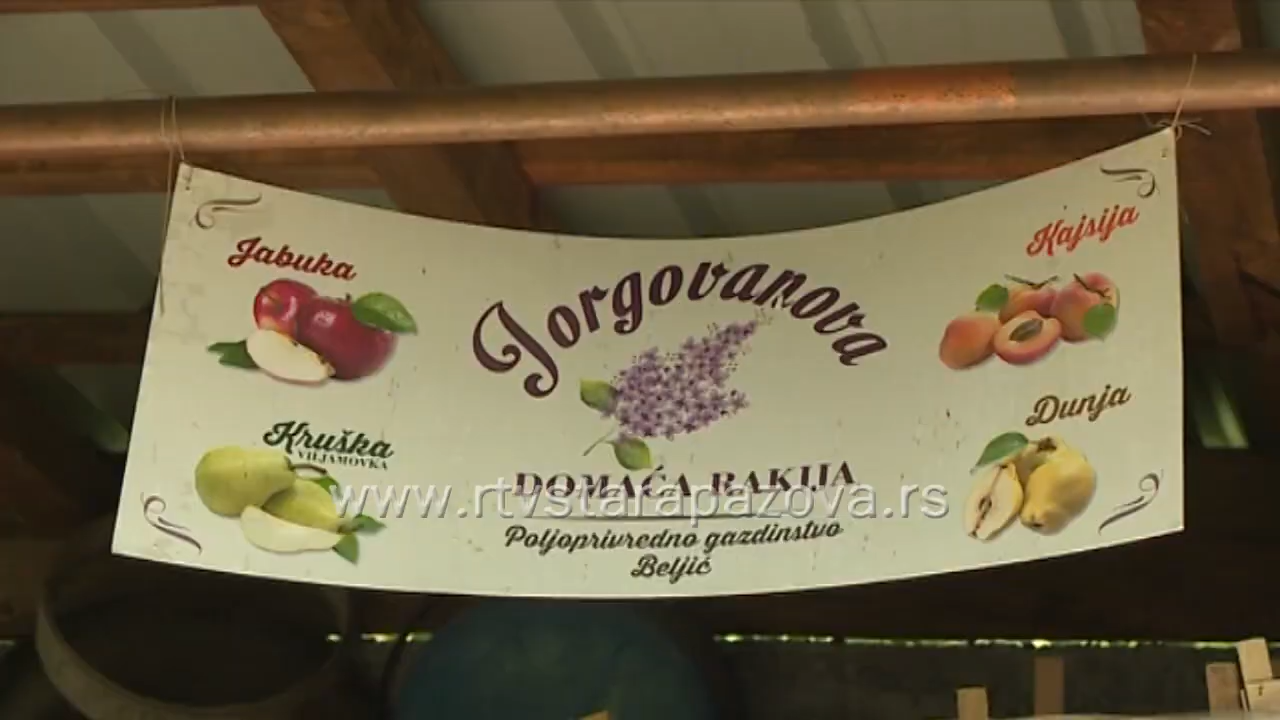 Jabuka
Kruška
VILJAMOVKA
Jorgovanova
DOMAĆA RAKIJA
Poljoprivredno gazdinstvo
Beljić
Kajsija
Dunja
www.rtvstarapazova.rs